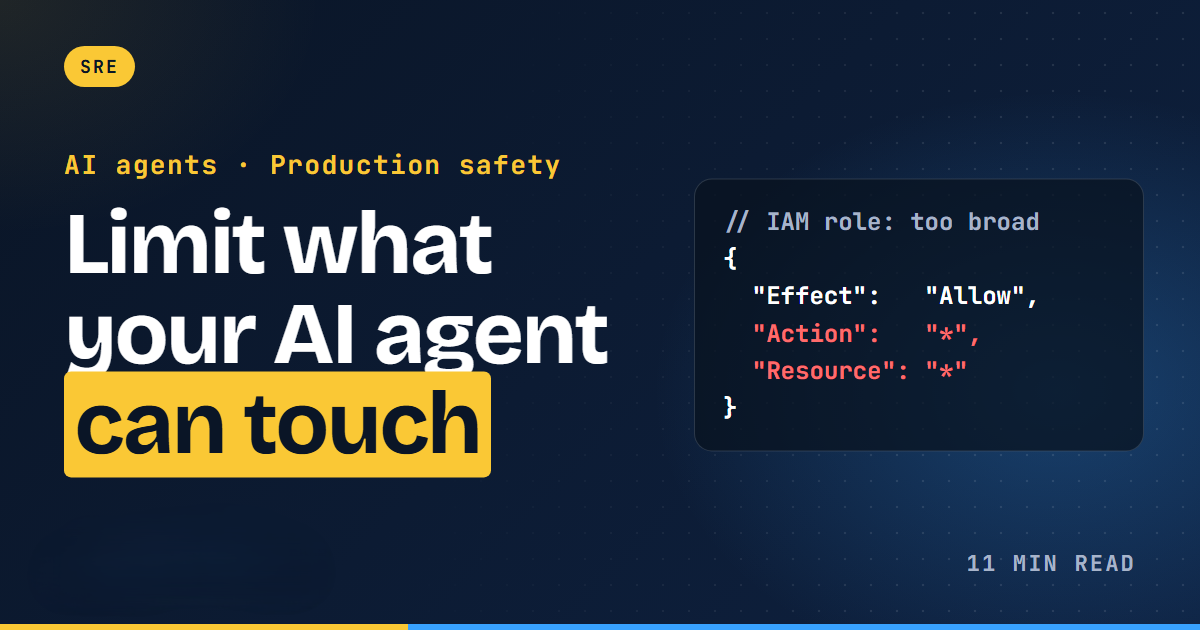 SRE
AI agents · Production safety
Limit what
your AI agent
can touch
// IAM role: too broad
{
  "Effect":   "Allow",
  "Action":   "*",
  "Resource": "*"
}
11 MIN READ